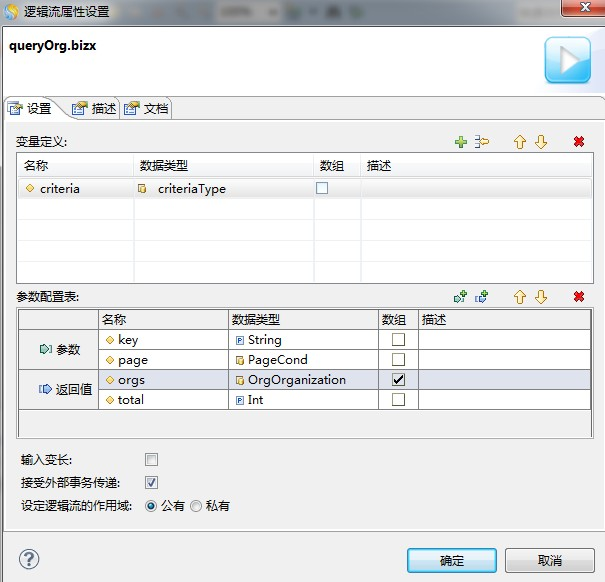 逻辑流属性设置
queryOrg.bizx
设置 描述 文档
变量定义:
名称 数据类型 数组 描述
criteria criteriaType
参数配置表:
名称 数据类型 数组 描述
参数 key String
page PageCond
返回值 orgs OrgOrganization
total Int
输入变长:
接受外部事务传递:
设定逻辑流的作用域: 公有 私有
确定 取消